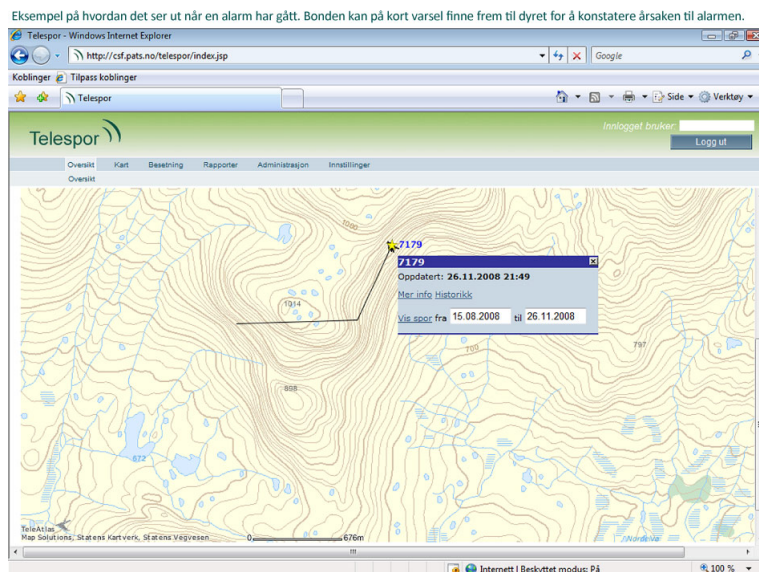 Eksempel på hvordan det ser ut når en alarm har gått. Bonden kan på kort varsel finne frem til dyret for å konstatere årsaken til alarmen.
Telespor - Windows Internet Explorer
http://csf.pats.no/telespor/index.jsp
Google
Koblinger Tilpass koblinger
Telespor
Side Verktøy
Telespor
Innlogget bruker:
Logg ut
Oversikt Kart Besetning Rapporter Administrasjon Innstillinger
Oversikt
1000
7179
7179
Oppdatert: 26.11.2008 21:49
Mer info Historikk
Vis spor fra 15.08.2008 til 26.11.2008
1014
700
797
898
672
TeleAtlas
Map Solutions, Statens Kartverk, Statens Vegvesen
0 676m
Internett | Beskyttet modus: På
100 %